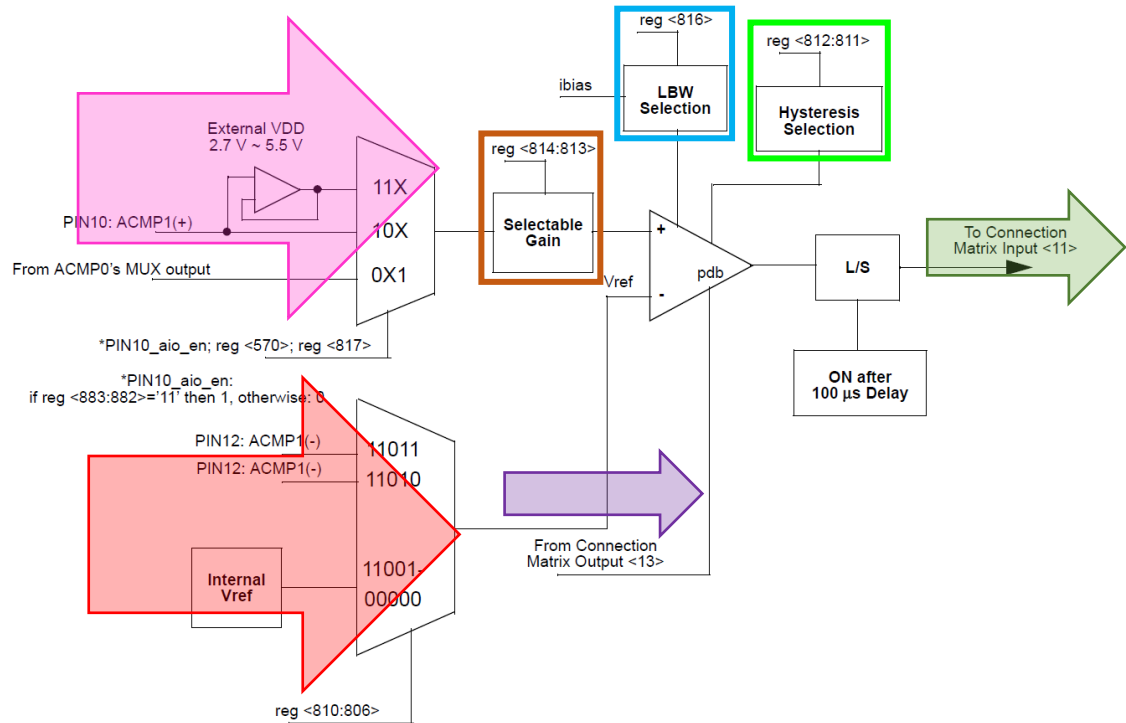 reg <816>
reg <812:811>
ibias
LBW
Selection
Hysteresis
Selection
External VDD
2.7 V ~ 5.5 V
reg <814:813>
11X
PIN10: ACMP1(+)
10X
Selectable
Gain
+
To Connection
Matrix Input <11>
From ACMP0's MUX output
0X1
pdb
L/S
Vref
-
*PIN10_aio_en; reg <570>; reg <817>
*PIN10_aio_en:
if reg <883:882>='11' then 1, otherwise: 0
ON after
100 µs Delay
PIN12: ACMP1(-)
11011
PIN12: ACMP1(-)
11010
From Connection
Matrix Output <13>
Internal
Vref
11001-
00000
reg <810:806>